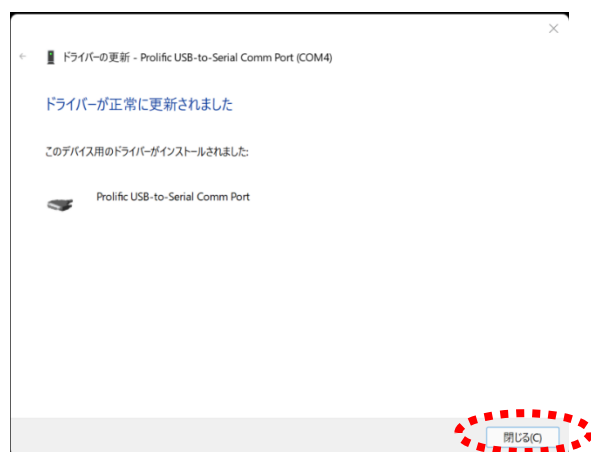 ドライバーの更新 - Prolific USB-to-Serial Comm Port (COM4)
ドライバーが正常に更新されました
このデバイス用のドライバーがインストールされました:
Prolific USB-to-Serial Comm Port
閉じる(C)